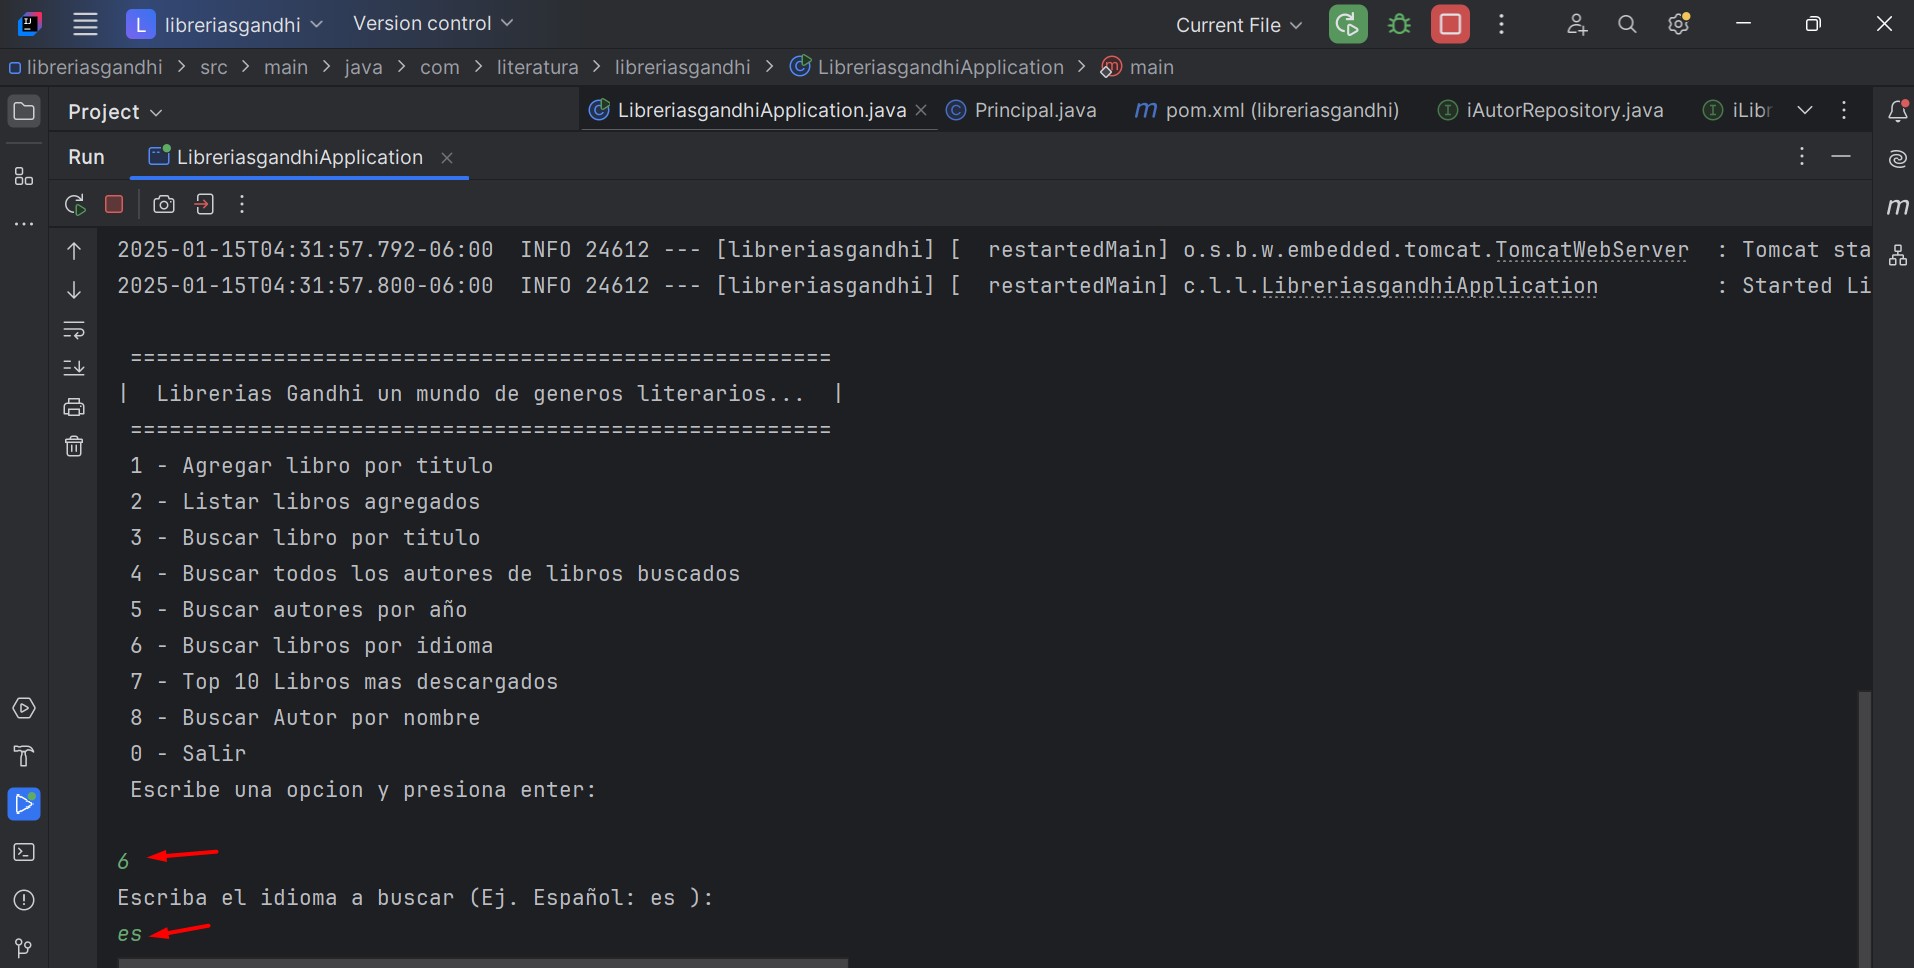 L libreriasgandhi Version control Current File
libreriasgandhi > src > main > java > com > literatura > libreriasgandhi > LibreriasgandhiApplication > main
Project LibreriasgandhiApplication.java Principal.java pom.xml (libreriasgandhi) iAutorRepository.java iLibr
Run LibreriasgandhiApplication
2025-01-15T04:31:57.792-06:00  INFO 24612 --- [libreriasgandhi] [  restartedMain] o.s.b.w.embedded.tomcat.TomcatWebServer  : Tomcat sta
2025-01-15T04:31:57.800-06:00  INFO 24612 --- [libreriasgandhi] [  restartedMain] c.l.l.LibreriasgandhiApplication         : Started Li
======================================================
|  Librerias Gandhi un mundo de generos literarios...  |
======================================================
1 - Agregar libro por titulo
2 - Listar libros agregados
3 - Buscar libro por titulo
4 - Buscar todos los autores de libros buscados
5 - Buscar autores por año
6 - Buscar libros por idioma
7 - Top 10 Libros mas descargados
8 - Buscar Autor por nombre
0 - Salir
Escribe una opcion y presiona enter:
6
Escriba el idioma a buscar (Ej. Español: es ):
es